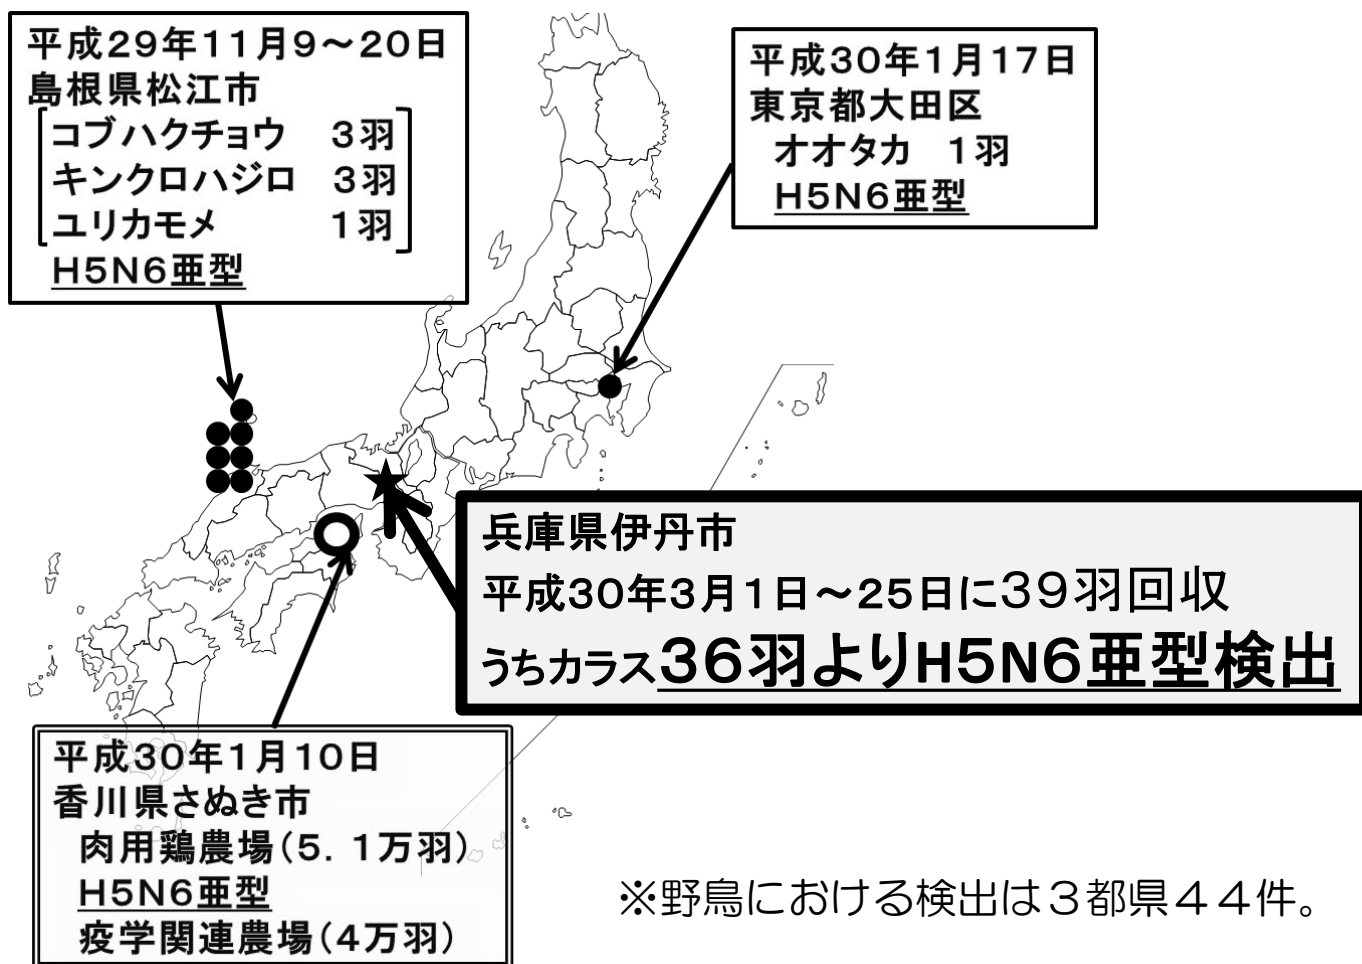 平成29年11月9～20日
島根県松江市
コブハクチョウ　3羽
キンクロハジロ　3羽
ユリカモメ　1羽
H5N6亜型
平成30年1月17日
東京都大田区
オオタカ　1羽
H5N6亜型
兵庫県伊丹市
平成30年3月1日～25日に39羽回収
うちカラス36羽よりH5N6亜型検出
平成30年1月10日
香川県さぬき市
肉用鶏農場(5．1万羽)
H5N6亜型
疫学関連農場(4万羽)
※野鳥における検出は３都県４４件。